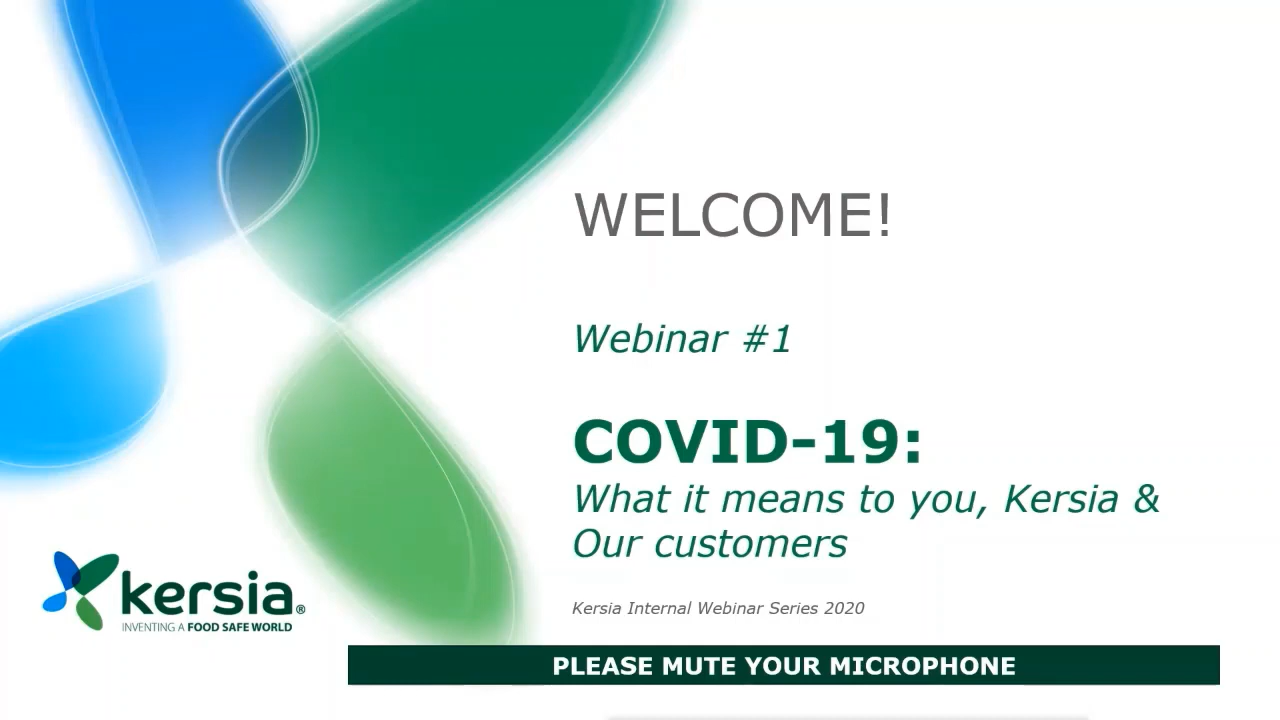 WELCOME!
Webinar #1
COVID-19:
What it means to you, Kersia &
Our customers
kersia®
INVENTING A FOOD SAFE WORLD
Kersia Internal Webinar Series 2020
PLEASE MUTE YOUR MICROPHONE